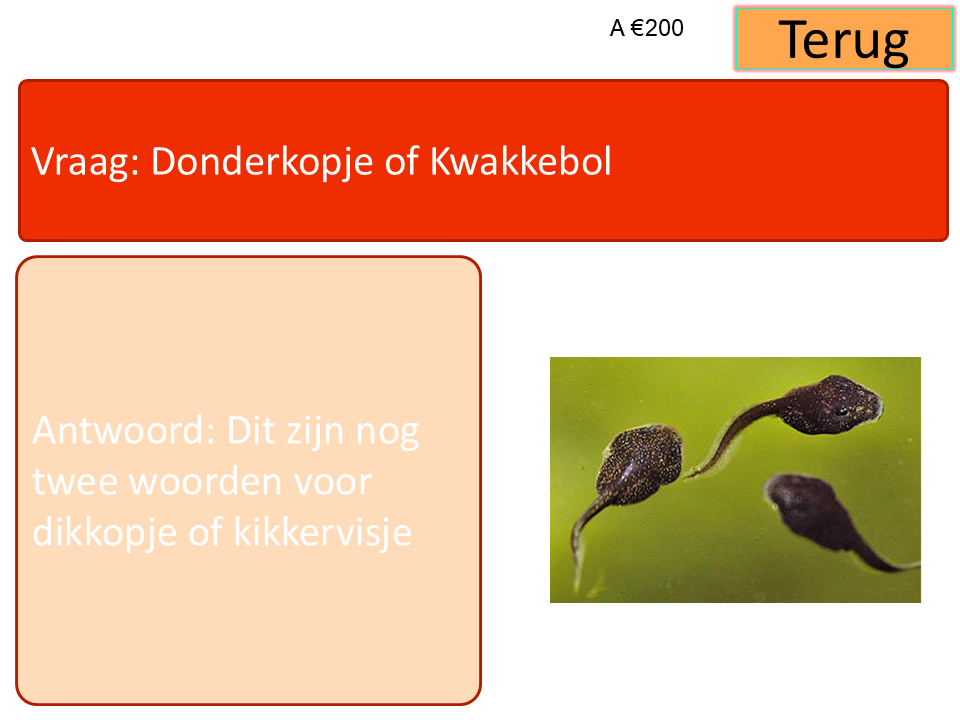 A €200
Terug
Vraag: Donderkopje of Kwakkebol
Antwoord: Dit zijn nog
twee woorden voor
dikkopje of kikkervisje